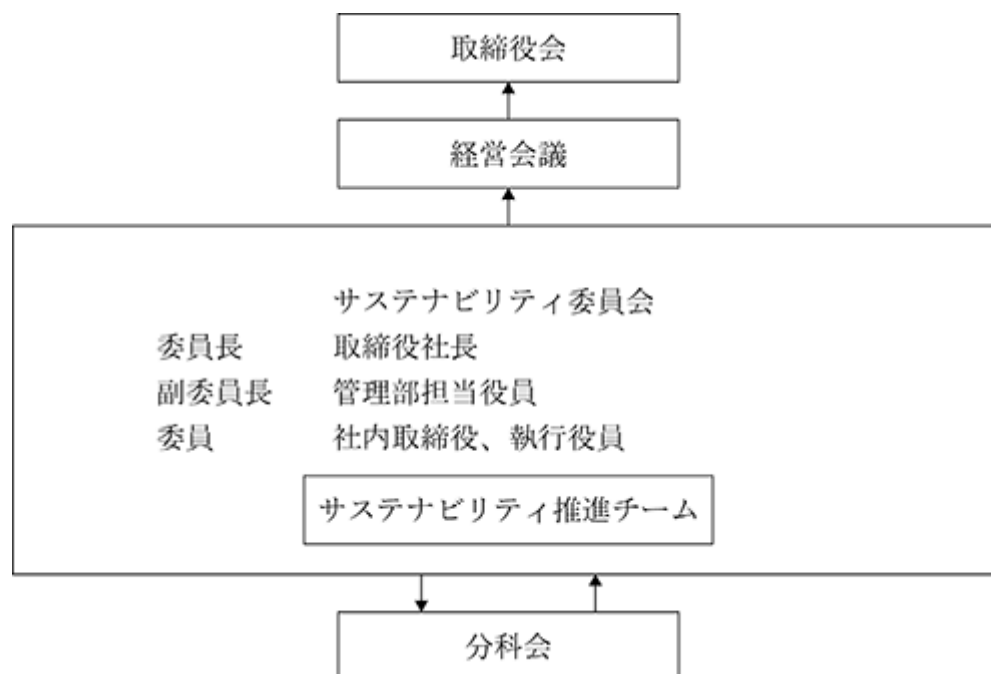 取締役会
経営会議
サステナビリティ委員会
委員長 取締役社長
副委員長 管理部担当役員
委員 社内取締役、執行役員
サステナビリティ推進チーム
分科会